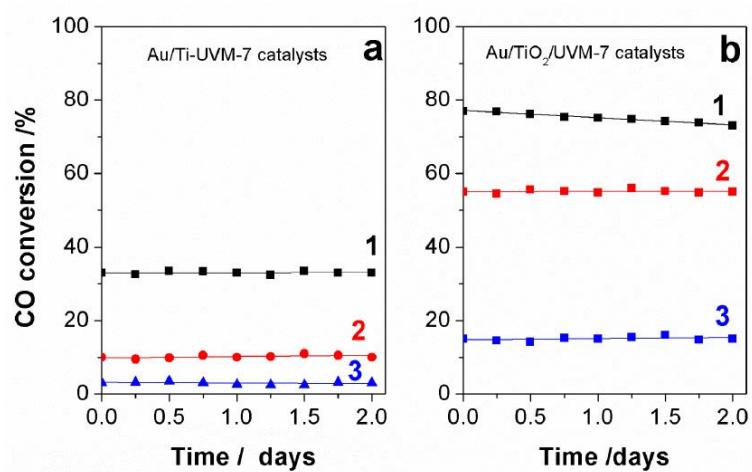 100
80
60
40
20
0
CO conversion /%
Au/Ti-UVM-7 catalysts
a
1
2
3
0.0 0.5 1.0 1.5 2.0
Time / days
100
80
60
40
20
0
Au/TiO₂/UVM-7 catalysts
b
1
2
3
0.0 0.5 1.0 1.5 2.0
Time /days